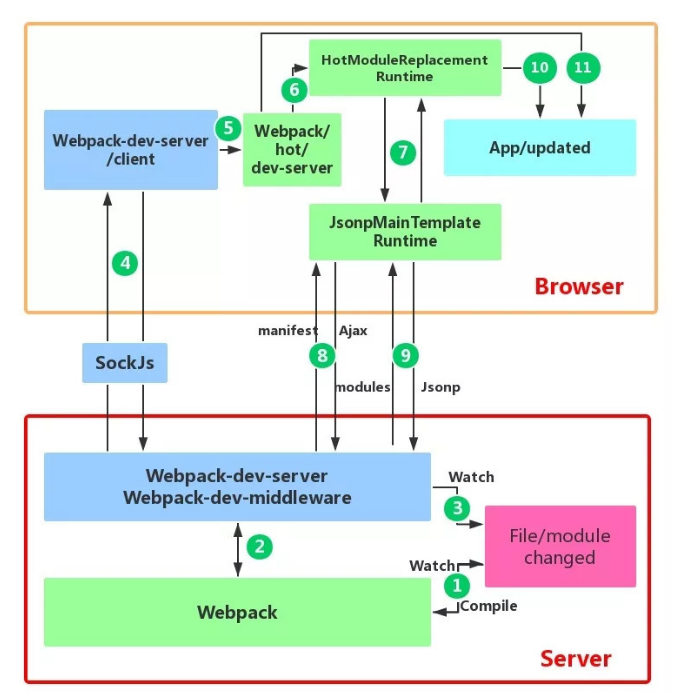 HotModuleReplacement
Runtime
10
11
6
5
Webpack-dev-server
/client
Webpack/
hot/
dev-server
7
App/updated
JsonpMainTemplate
Runtime
4
Browser
manifest
Ajax
SockJs
8
9
modules
Jsonp
Webpack-dev-server
Webpack-dev-middleware
Watch
3
File/module
changed
2
Watch
1
Compile
Webpack
Server